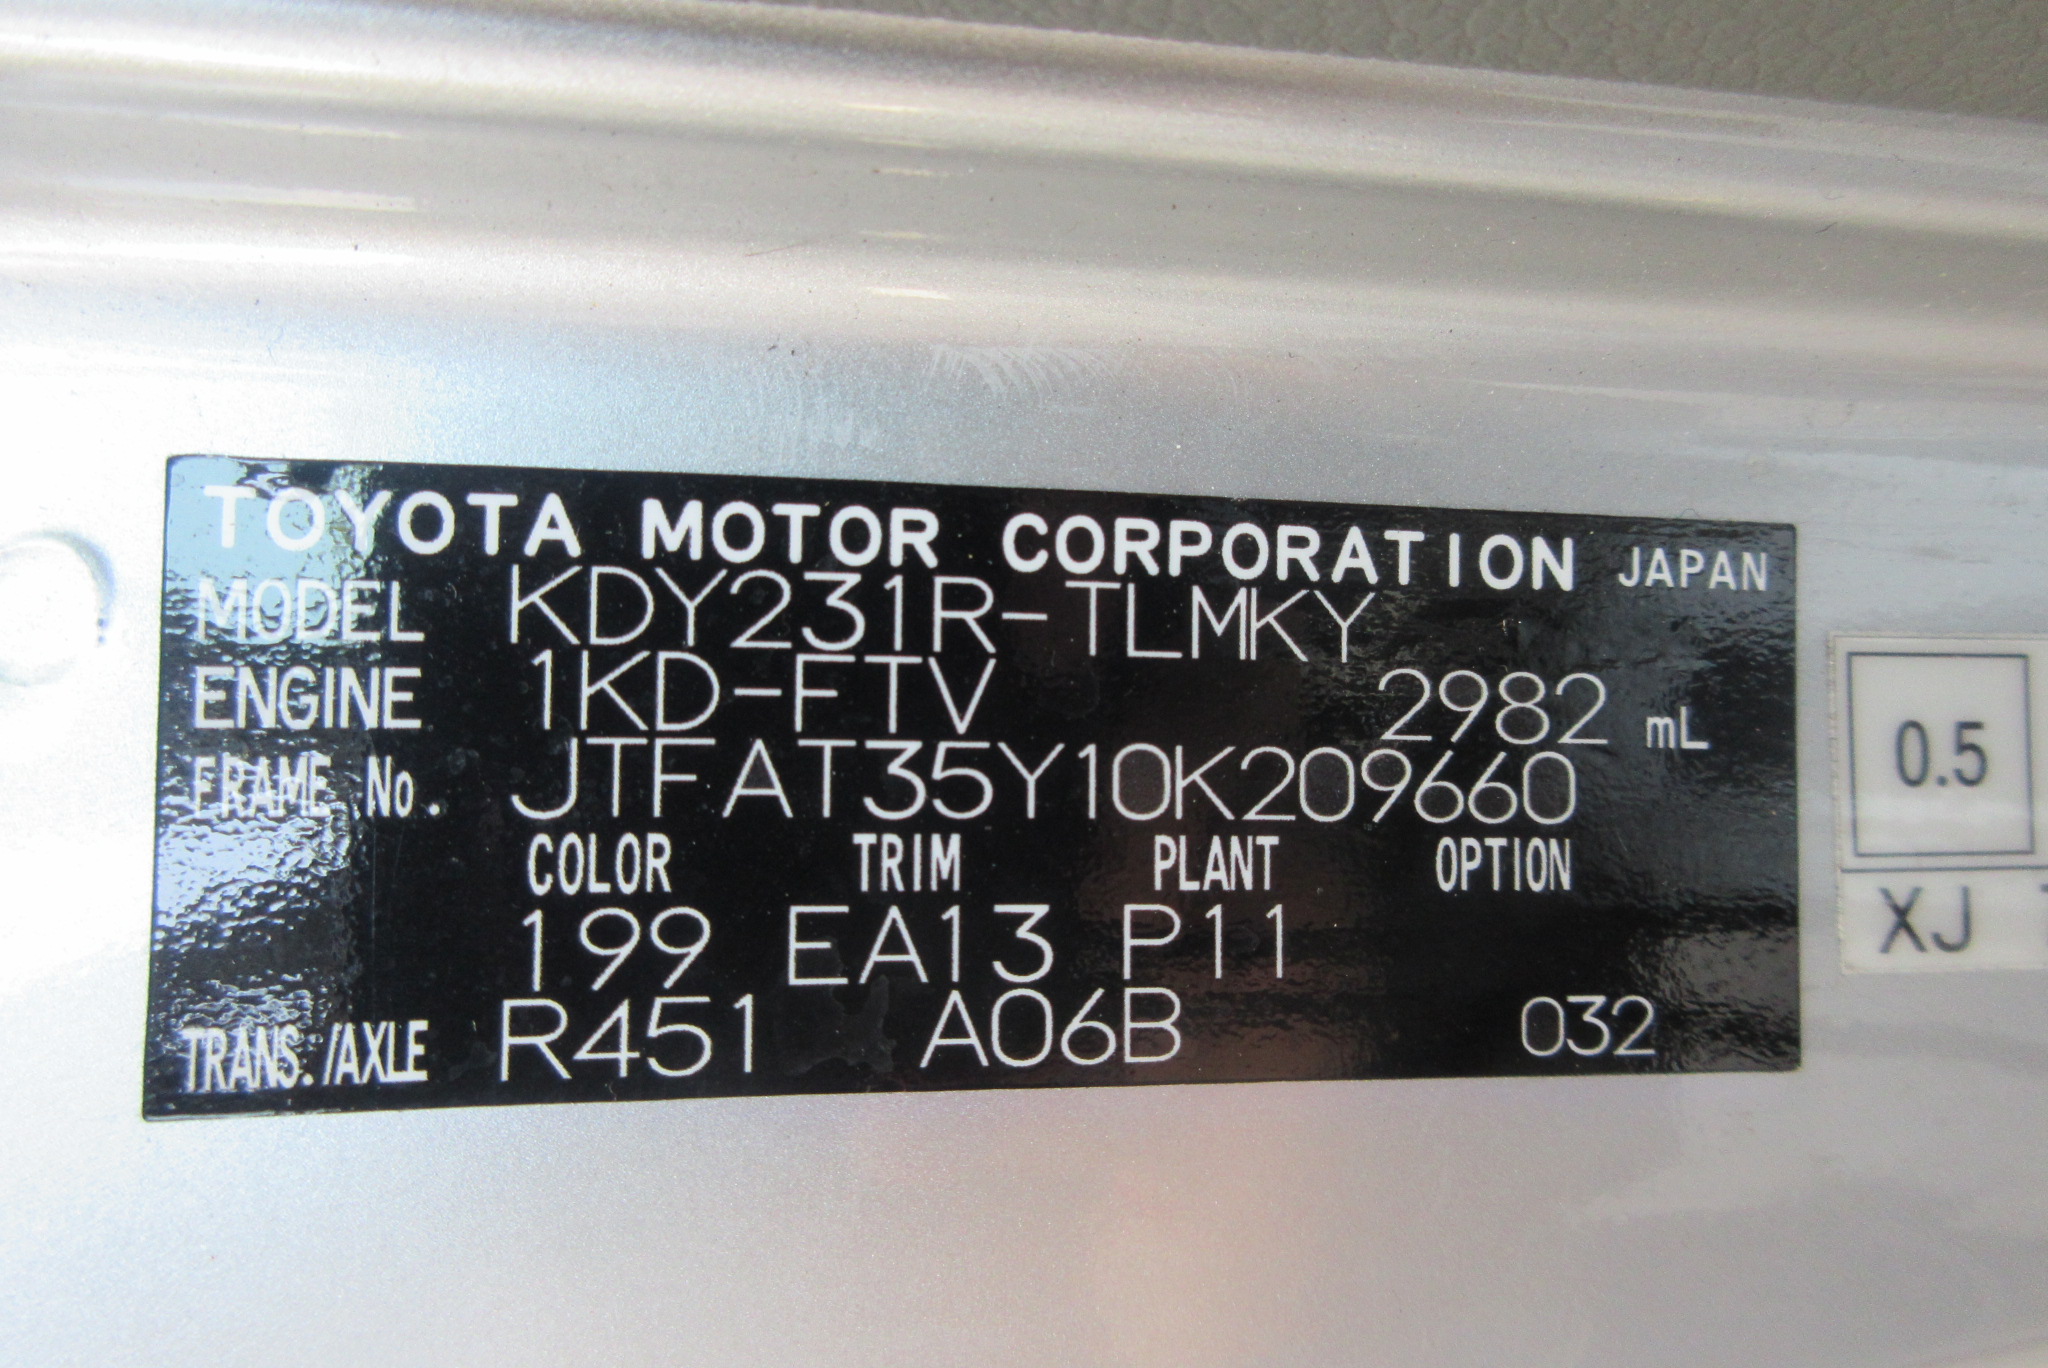 TOYOTA MOTOR CORPORATION JAPAN
MODEL KDY231R-TLMKY
ENGINE 1KD-FTV 2982 mL
FRAME No. JTFAT35Y10K209660
COLOR TRIM PLANT OPTION
199 EA13 P11
TRANS./AXLE R451 A06B 032
0.5
XJ